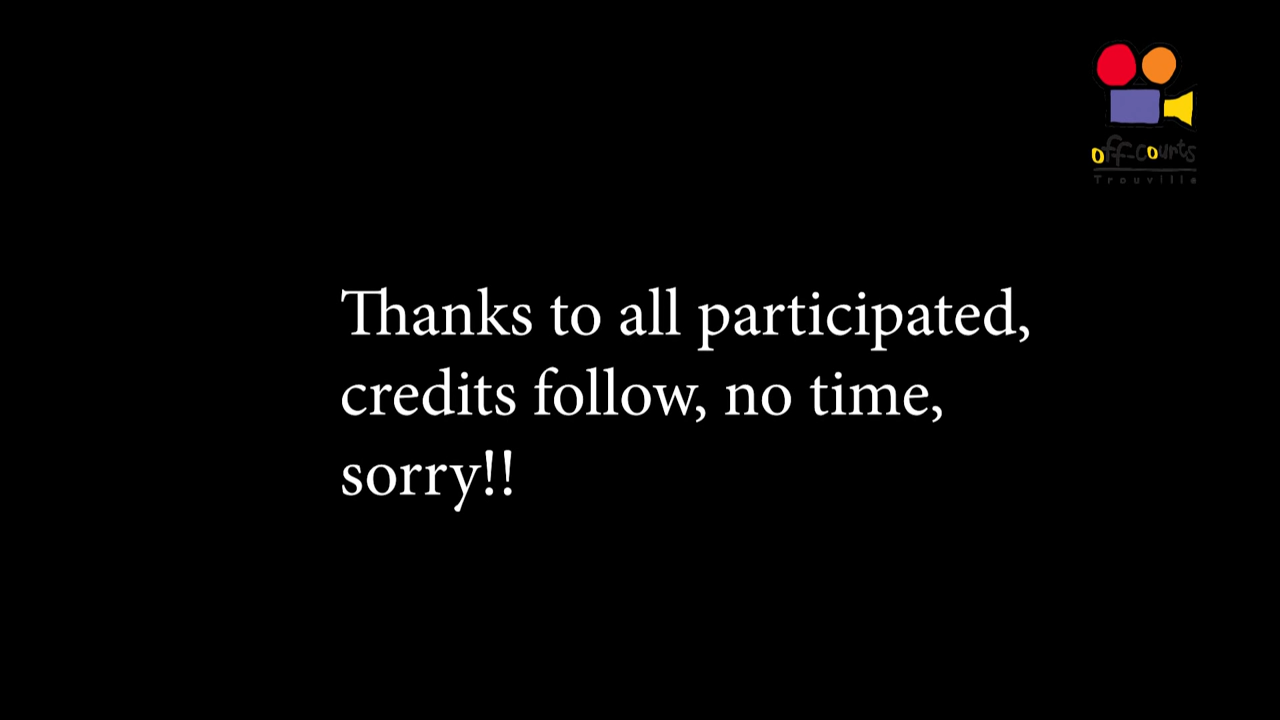 off-courts
Trouville
Thanks to all participated,
credits follow, no time,
sorry!!